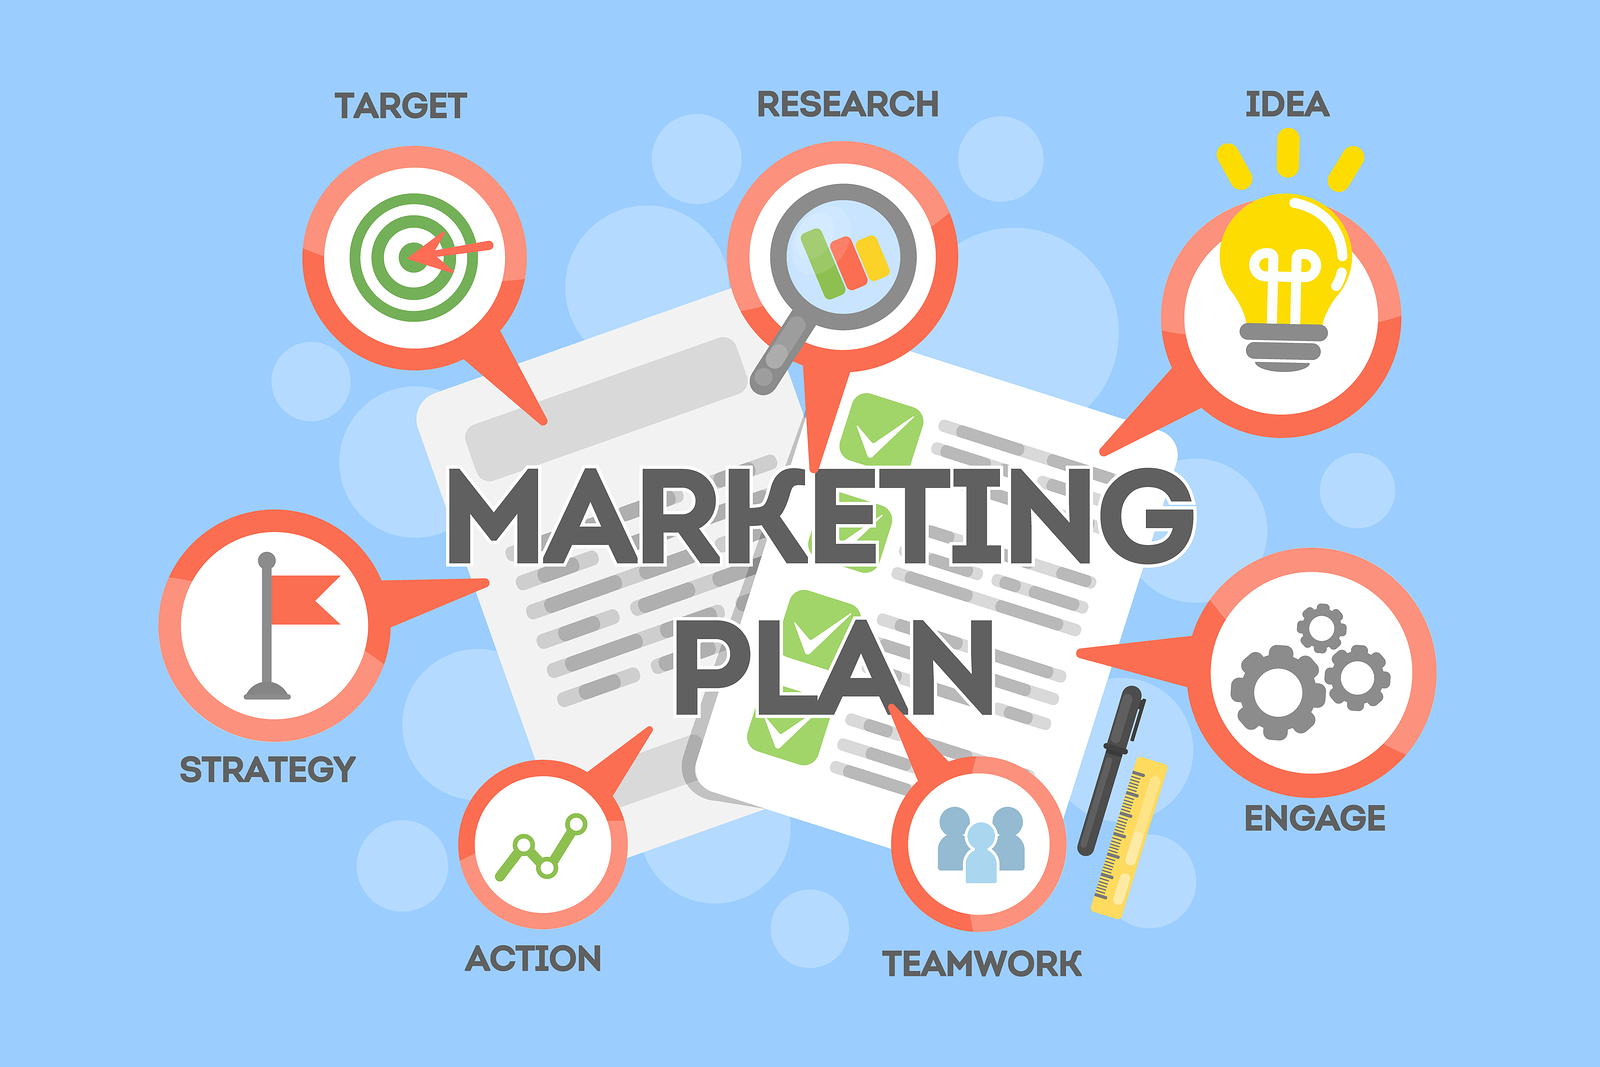 TARGET
RESEARCH
IDEA
MARKETING
PLAN
STRATEGY
ENGAGE
ACTION
TEAMWORK